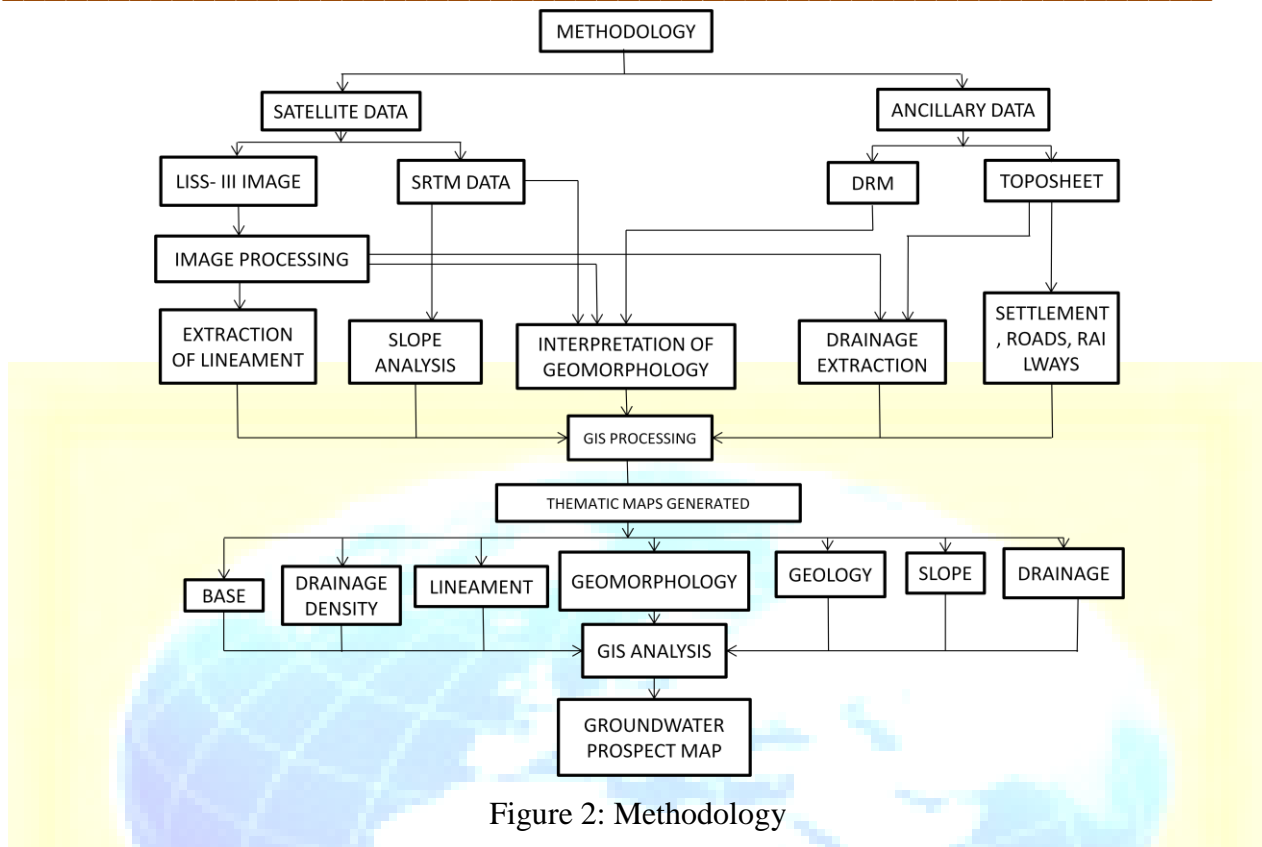 METHODOLOGY
SATELLITE DATA
ANCILLARY DATA
LISS- III IMAGE
SRTM DATA
DRM
TOPOSHEET
IMAGE PROCESSING
EXTRACTION
OF LINEAMENT
SLOPE
ANALYSIS
INTERPRETATION OF
GEOMORPHOLOGY
DRAINAGE
EXTRACTION
SETTLEMENT
, ROADS, RAI
LWAYS
GIS PROCESSING
THEMATIC MAPS GENERATED
BASE
DRAINAGE
DENSITY
LINEAMENT
GEOMORPHOLOGY
GEOLOGY
SLOPE
DRAINAGE
GIS ANALYSIS
GROUNDWATER
PROSPECT MAP
Figure 2: Methodology